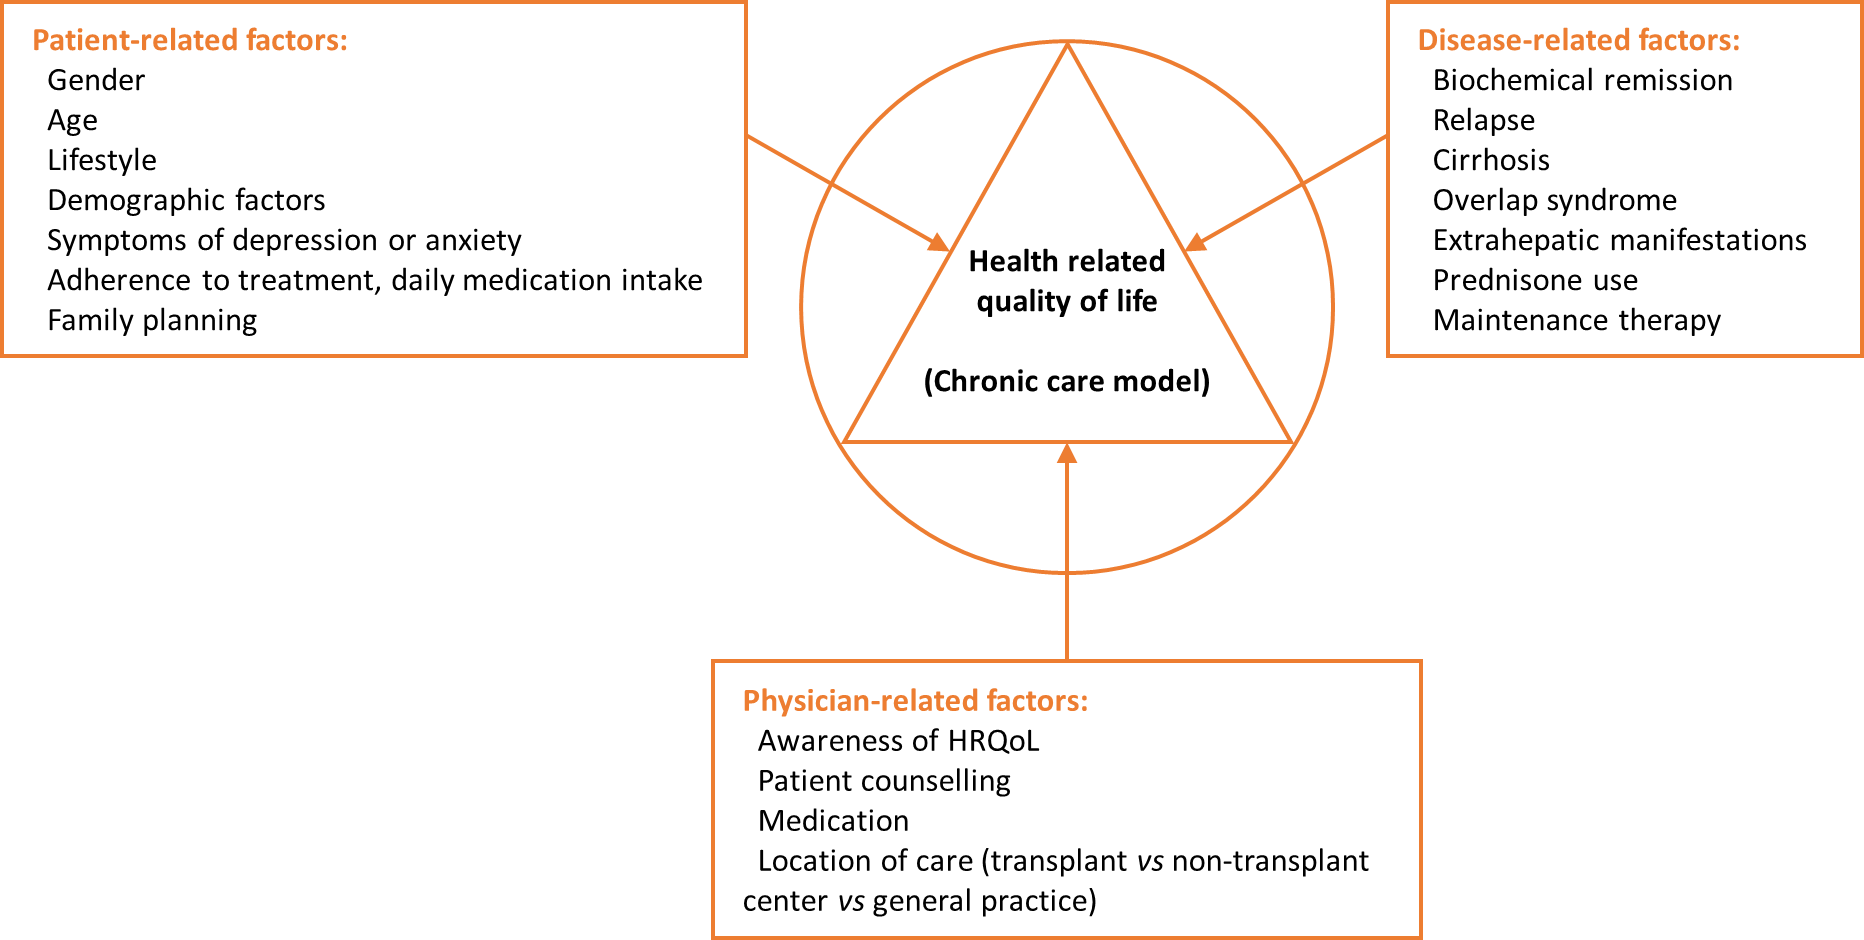 Patient-related factors:
Gender
Age
Lifestyle
Demographic factors
Symptoms of depression or anxiety
Adherence to treatment, daily medication intake
Family planning
Disease-related factors:
Biochemical remission
Relapse
Cirrhosis
Overlap syndrome
Extrahepatic manifestations
Prednisone use
Maintenance therapy
Health related
quality of life
(Chronic care model)
Physician-related factors:
Awareness of HRQoL
Patient counselling
Medication
Location of care (transplant vs non-transplant
center vs general practice)